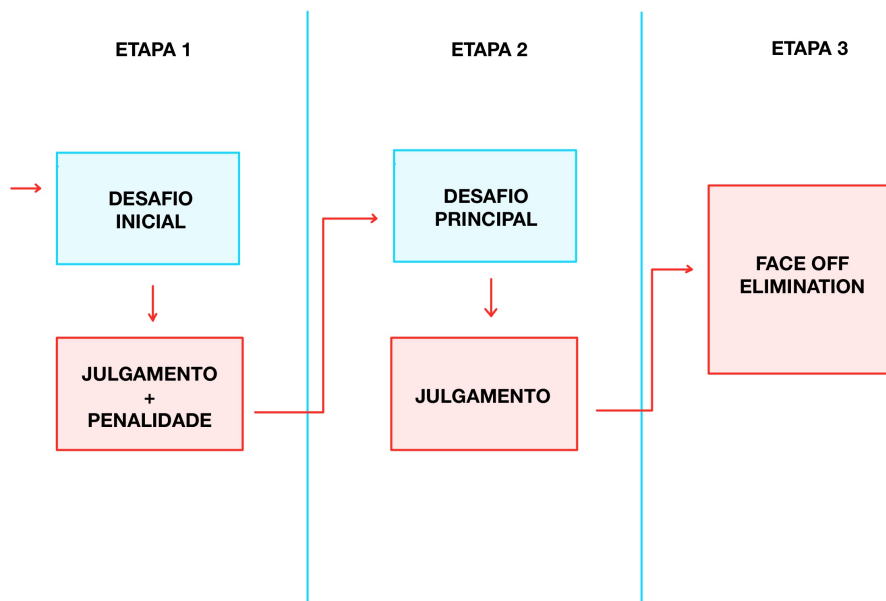 ETAPA 1
DESAFIO
INICIAL
JULGAMENTO
+
PENALIDADE
ETAPA 2
DESAFIO
PRINCIPAL
JULGAMENTO
ETAPA 3
FACE OFF
ELIMINATION